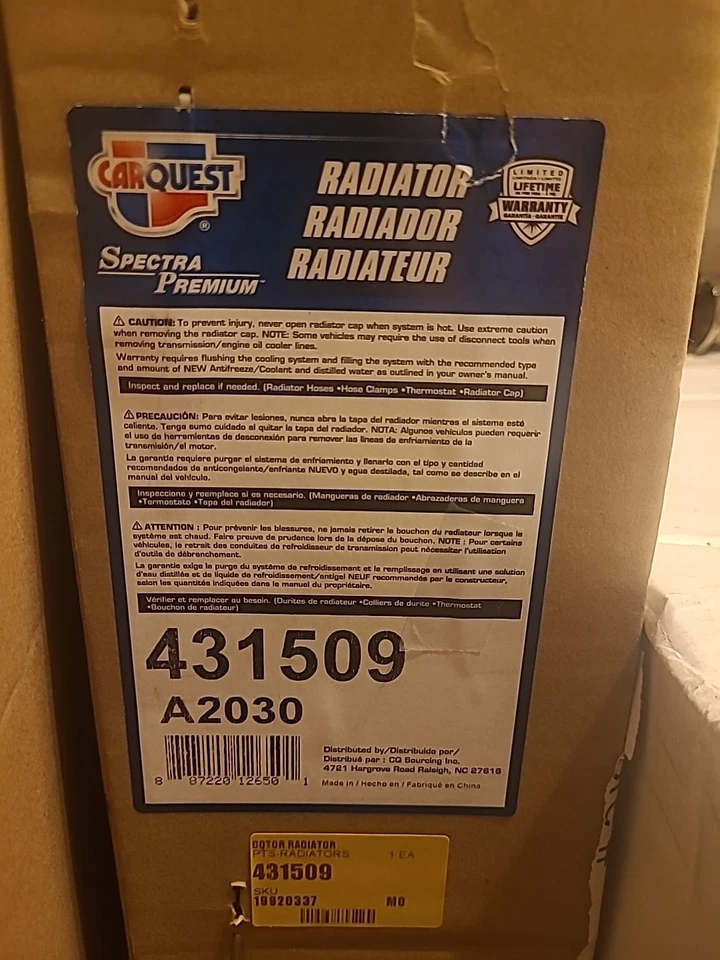 CARQUEST
®
SPECTRA
PREMIUM™
RADIATOR
RADIADOR
RADIATEUR
LIMITED
LIFETIME
WARRANTY
GARANTÍA · GARANTIE
⚠ CAUTION: To prevent injury, never open radiator cap when system is hot. Use extreme caution
when removing the radiator cap. NOTE: Some vehicles may require the use of disconnect tools when
removing transmission/engine oil cooler lines.
Warranty requires flushing the cooling system and filling the system with the recommended type
and amount of NEW Antifreeze/Coolant and distilled water as outlined in your owner's manual.
Inspect and replace if needed. (Radiator Hoses •Hose Clamps •Thermostat •Radiator Cap)
⚠ PRECAUCIÓN: Para evitar lesiones, nunca abra la tapa del radiador mientras el sistema esté
caliente. Tenga sumo cuidado al quitar la tapa del radiador. NOTA: Algunos vehículos pueden requerir
el uso de herramientas de desconexión para remover las líneas de enfriamiento de la
transmisión/el motor.
La garantía requiere purgar el sistema de enfriamiento y llenarlo con el tipo y cantidad
recomendados de anticongelante/enfriante NUEVO y agua destilada, tal como se describe en el
manual del vehículo.
Inspeccione y reemplace si es necesario. (Mangueras de radiador •Abrazaderas de manguera
•Termostato •Tapa del radiador)
⚠ ATTENTION : Pour prévenir les blessures, ne jamais retirer le bouchon du radiateur lorsque le
système est chaud. Faire preuve de prudence lors de la dépose du bouchon. NOTE : Pour certains
véhicules, le retrait des conduites de refroidisseur de transmission peut nécessiter l'utilisation
d'outils de débranchement.
La garantie exige la purge du système de refroidissement et le remplissage en utilisant une solution
d'eau distillée et de liquide de refroidissement/antigel NEUF recommandés par le constructeur,
selon les quantités indiquées dans le manuel du propriétaire.
Vérifier et remplacer au besoin. (Durites de radiateur •Colliers de durite •Thermostat
•Bouchon de radiateur)
431509
A2030
8 87220 12650 1
Distributed by/Distribuido por/
Distribué par : CQ Sourcing Inc.
4721 Hargrove Road Raleigh, NC 27616
Made in / Hecho en / Fabriqué en China
CQTOR RADIATOR
PTS-RADIATORS 1 EA
431509
SKU
19920337 MO